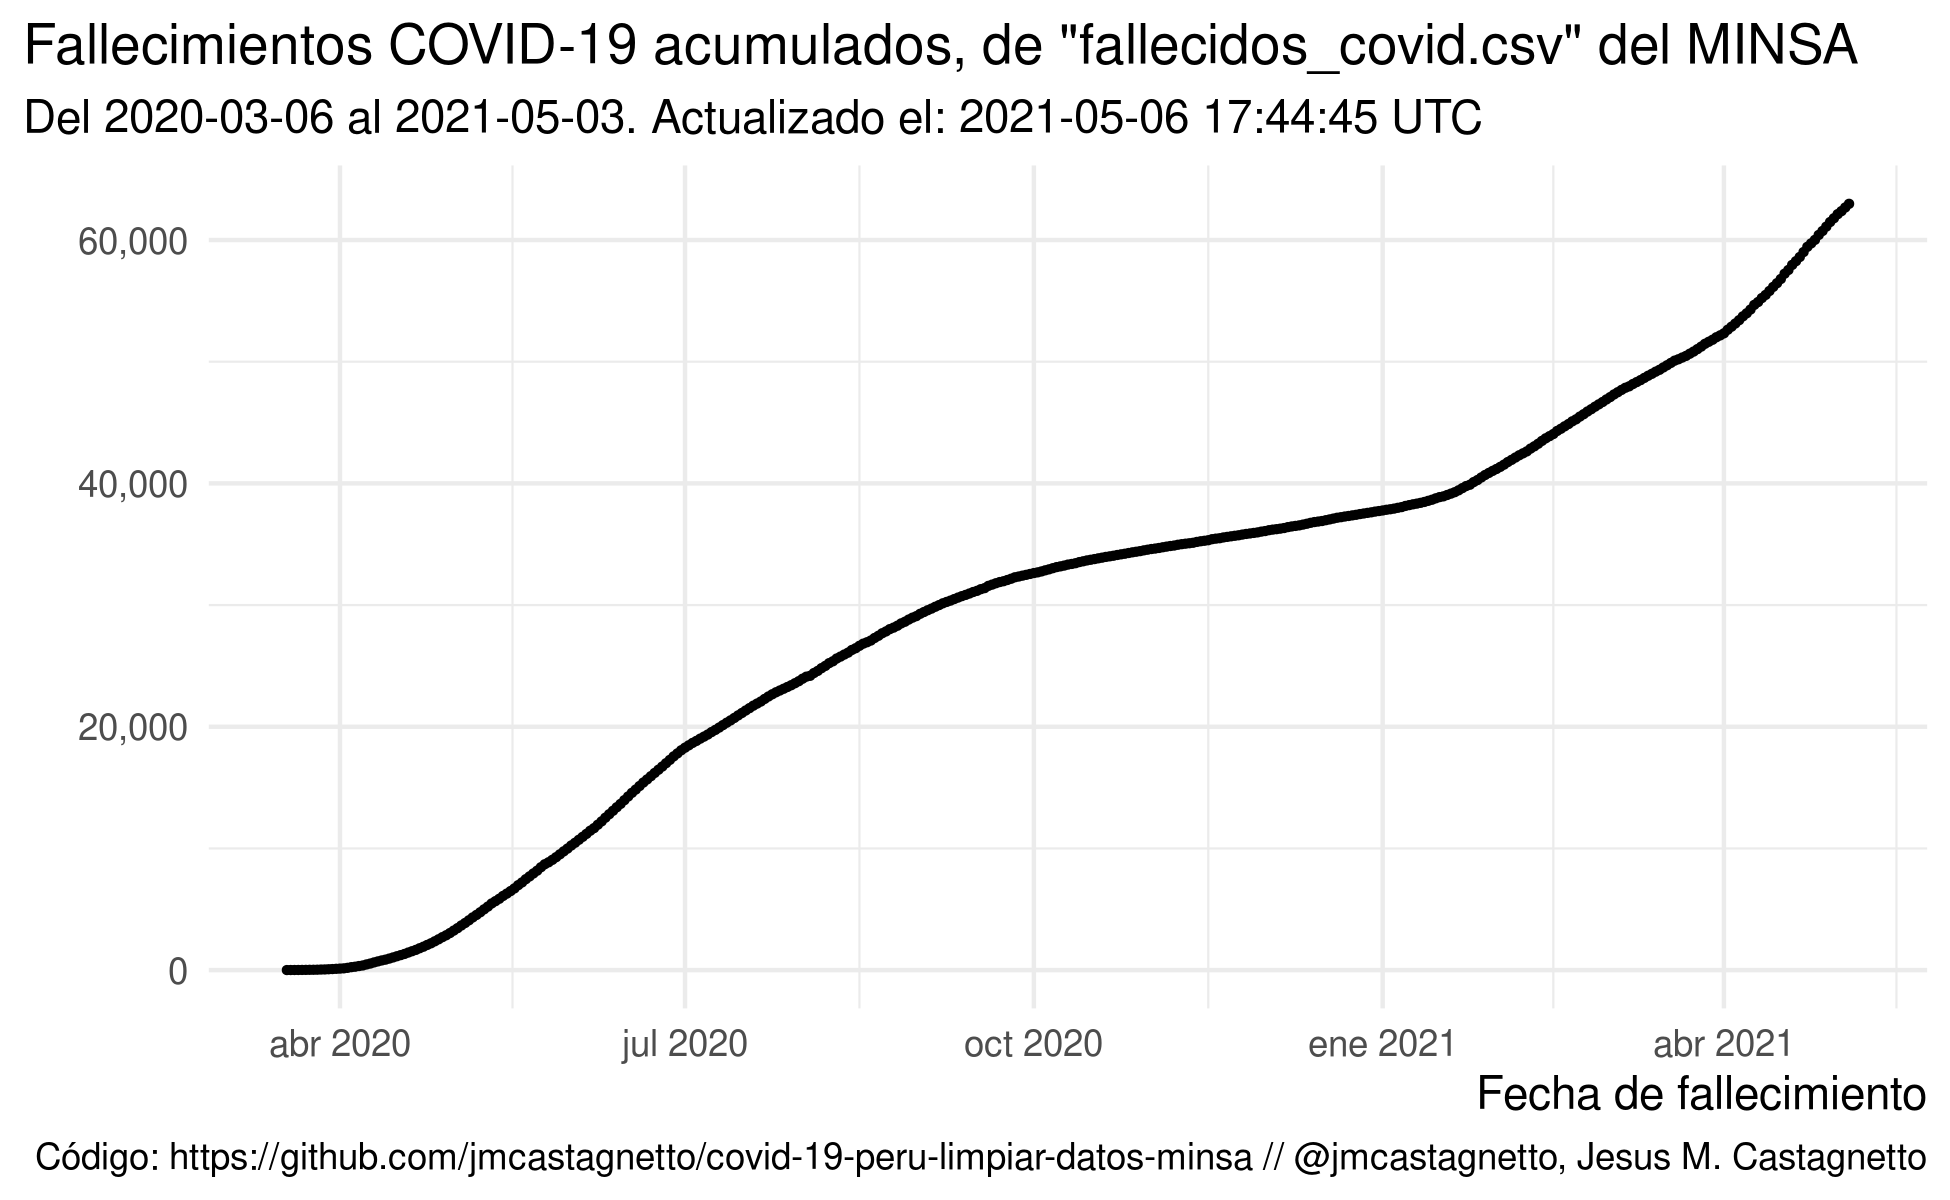 Fallecimientos COVID-19 acumulados, de "fallecidos_covid.csv" del MINSA
Del 2020-03-06 al 2021-05-03. Actualizado el: 2021-05-06 17:44:45 UTC
60,000
40,000
20,000
0
abr 2020 jul 2020 oct 2020 ene 2021 abr 2021
Fecha de fallecimiento
Código: https://github.com/jmcastagnetto/covid-19-peru-limpiar-datos-minsa // @jmcastagnetto, Jesus M. Castagnetto